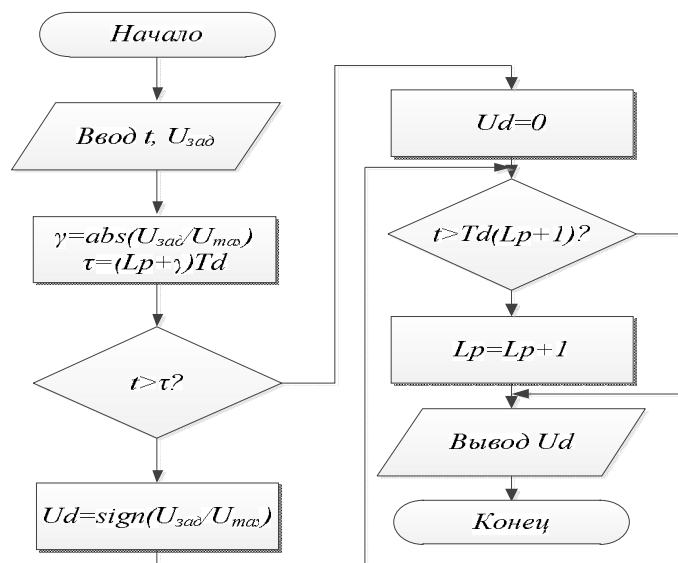 Начало
Ввод t, Uзад
γ=abs(Uзад/Umax)
τ=(Lp+γ)Td
t>τ?
Ud=sign(Uзад/Umax)
Ud=0
t>Td(Lp+1)?
Lp=Lp+1
Вывод Ud
Конец